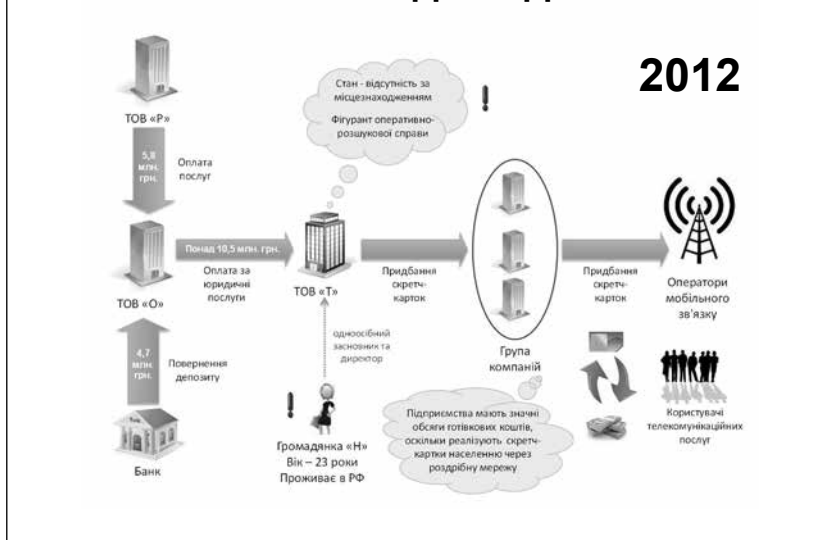 2012
ТОВ «Р»
5,8
млн.
грн.
Оплата
послуг
Стан - відсутність за
місцезнаходженням
Фігурант оперативно-
розшукової справи
!
ТОВ «О»
Понад 10,5 млн. грн.
Оплата за
юридичні
послуги
ТОВ «Т»
Придбання
скретч-
карток
Група
компаній
Придбання
скретч-
карток
Оператори
мобільного
зв'язку
4,7
млн.
грн.
Повернення
депозиту
Банк
одноосібний
засновник та
директор
!
Громадянка «Н»
Вік – 23 роки
Проживає в РФ
Підприємства мають значні
обсяги готівкових коштів,
оскільки реалізують скретч-
картки населенню через
роздрібну мережу
Користувачі
телекомунікаційних
послуг